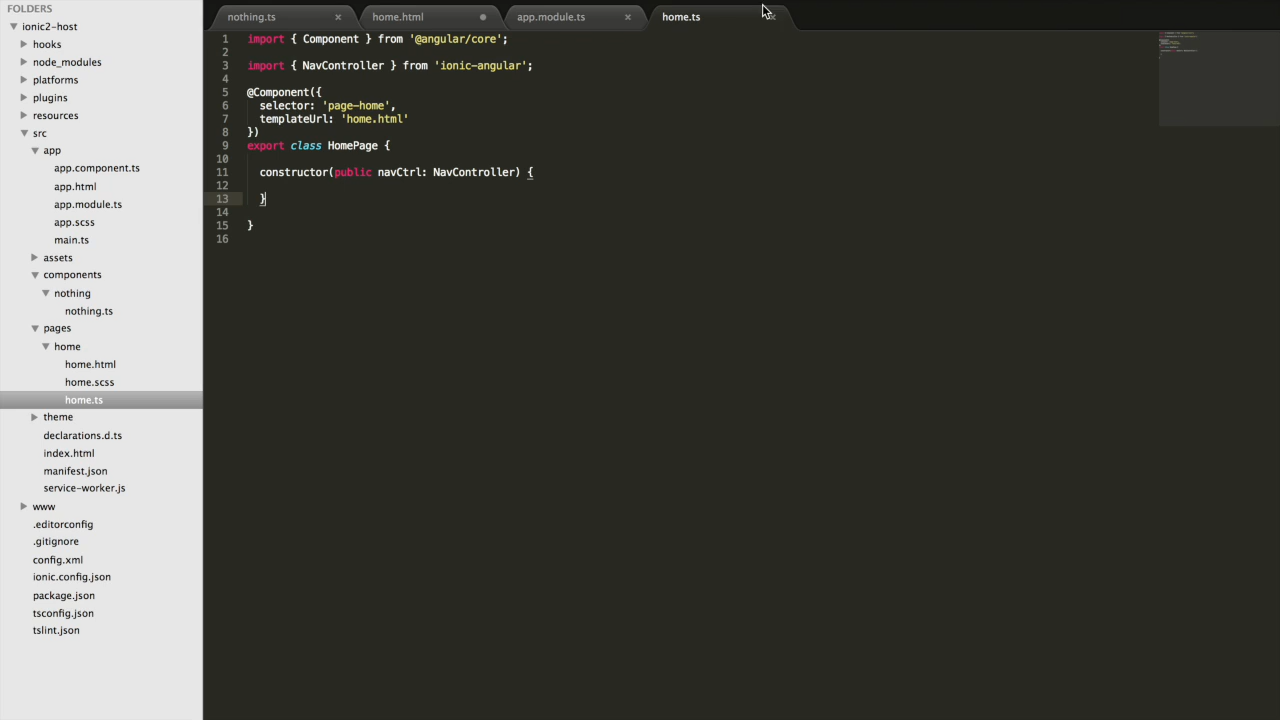 FOLDERS
ionic2-host
hooks
node_modules
platforms
plugins
resources
src
app
app.component.ts
app.html
app.module.ts
app.scss
main.ts
assets
components
nothing
nothing.ts
pages
home
home.html
home.scss
home.ts
theme
declarations.d.ts
index.html
manifest.json
service-worker.js
www
.editorconfig
.gitignore
config.xml
ionic.config.json
package.json
tsconfig.json
tslint.json
nothing.ts home.html app.module.ts home.ts
1 import { Component } from '@angular/core';
2
3 import { NavController } from 'ionic-angular';
4
5 @Component({
6 selector: 'page-home',
7 templateUrl: 'home.html'
8 })
9 export class HomePage {
10
11 constructor(public navCtrl: NavController) {
12
13 }
14
15 }
16